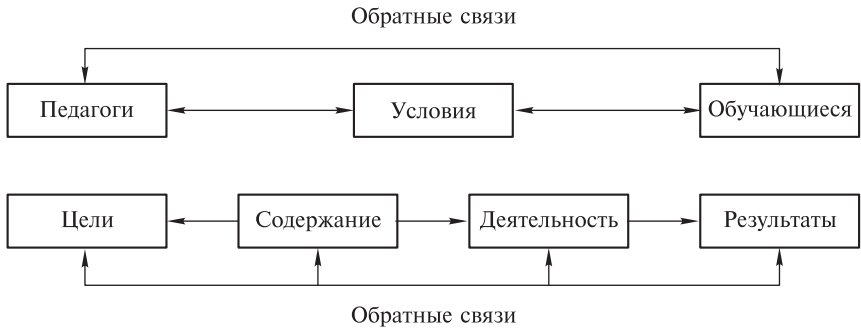 Обратные связи
Педагоги
Условия
Обучающиеся
Цели
Содержание
Деятельность
Результаты
Обратные связи